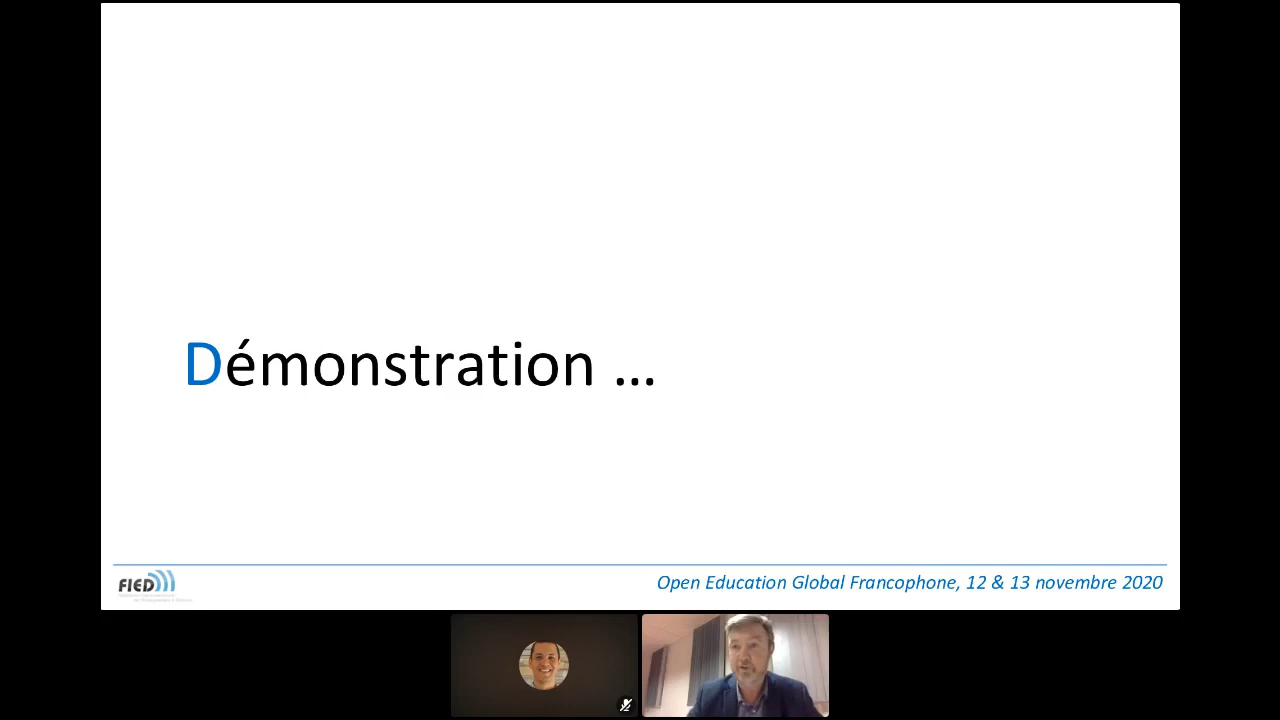 Démonstration ...
FIED
Open Education Global Francophone, 12 & 13 novembre 2020